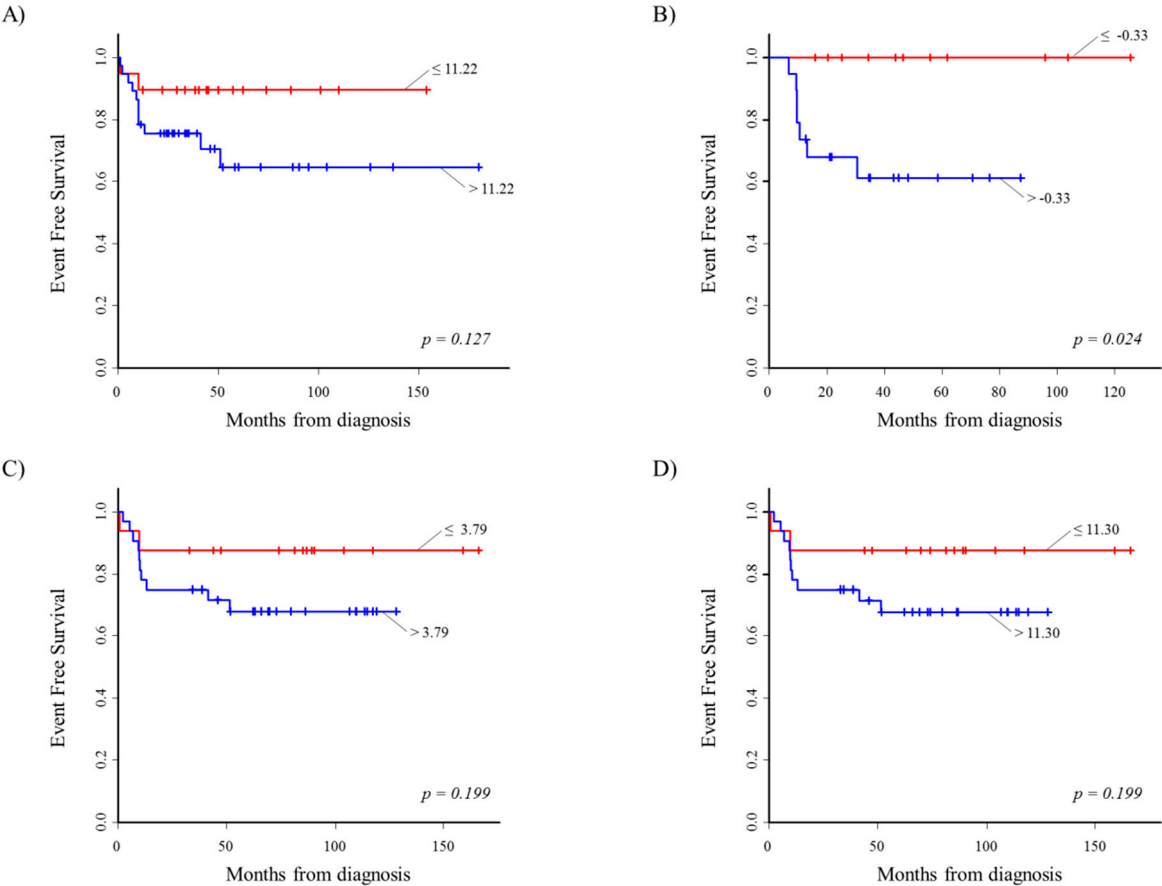 A)
Event Free Survival
1.0
0.8
0.6
0.4
0.2
0.0
≤ 11.22
> 11.22
p = 0.127
0 50 100 150
Months from diagnosis
B)
Event Free Survival
1.0
0.8
0.6
0.4
0.2
0.0
≤ -0.33
> -0.33
p = 0.024
0 20 40 60 80 100 120
Months from diagnosis
C)
Event Free Survival
1.0
0.8
0.6
0.4
0.2
0.0
≤ 3.79
> 3.79
p = 0.199
0 50 100 150
Months from diagnosis
D)
Event Free Survival
1.0
0.8
0.6
0.4
0.2
0.0
≤ 11.30
> 11.30
p = 0.199
0 50 100 150
Months from diagnosis